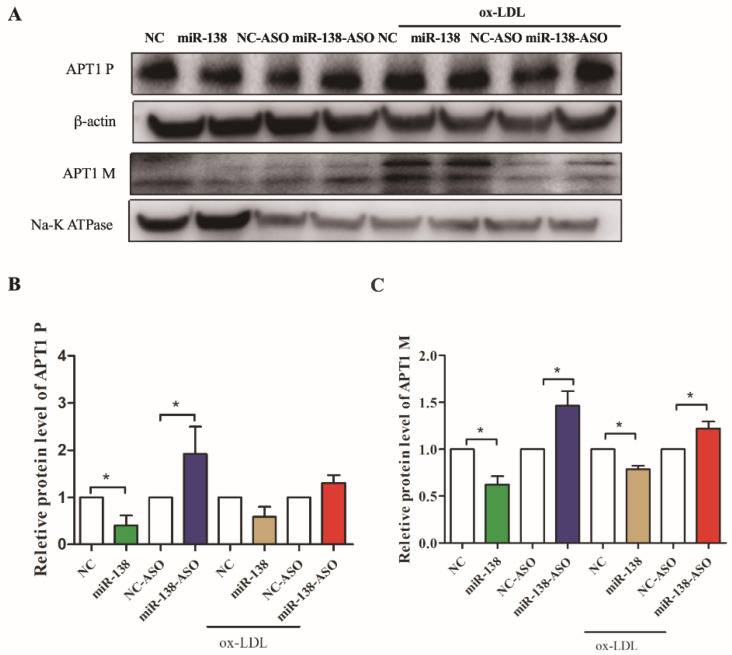 A
ox-LDL
NC miR-138 NC-ASO miR-138-ASO NC miR-138 NC-ASO miR-138-ASO
APT1 P
β-actin
APT1 M
Na-K ATPase
B
Reletive protein level of APT1 P
4
3
2
1
0
*
*
NC
miR-138
NC-ASO
miR-138-ASO
NC
miR-138
NC-ASO
miR-138-ASO
ox-LDL
C
Reletive protein level of APT1 M
2.0
1.5
1.0
0.5
0.0
*
*
*
*
NC
miR-138
NC-ASO
miR-138-ASO
NC
miR-138
NC-ASO
miR-138-ASO
ox-LDL